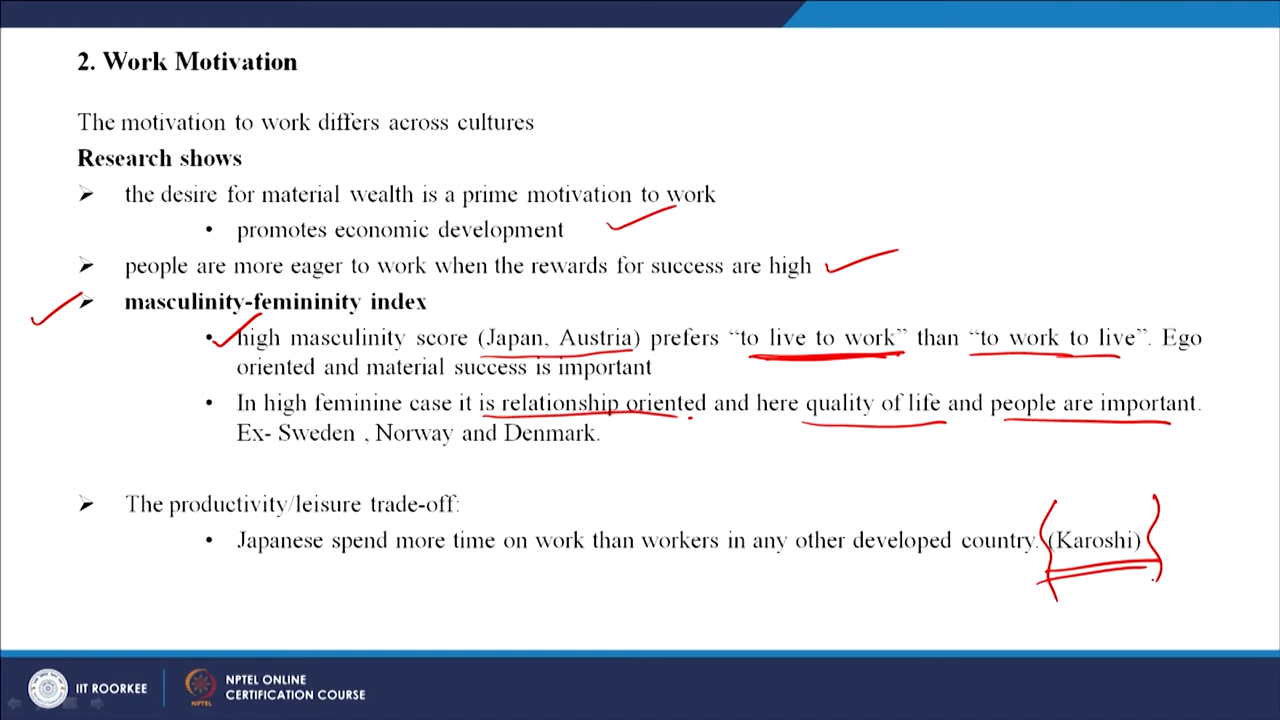 2. Work Motivation
The motivation to work differs across cultures
Research shows
➢ the desire for material wealth is a prime motivation to work
• promotes economic development
➢ people are more eager to work when the rewards for success are high
➢ masculinity-femininity index
• high masculinity score (Japan, Austria) prefers “to live to work” than “to work to live”. Ego
oriented and material success is important
• In high feminine case it is relationship oriented and here quality of life and people are important.
Ex- Sweden , Norway and Denmark.
➢ The productivity/leisure trade-off:
• Japanese spend more time on work than workers in any other developed country. (Karoshi)
IIT ROORKEE
NPTEL ONLINE
CERTIFICATION COURSE
NPTEL